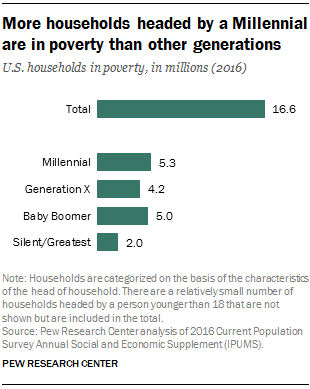 More households headed by a Millennial
are in poverty than other generations
U.S. households in poverty, in millions (2016)
Total 16.6
Millennial 5.3
Generation X 4.2
Baby Boomer 5.0
Silent/Greatest 2.0
Note: Households are categorized on the basis of the characteristics
of the head of household. There are a relatively small number of
households headed by a person younger than 18 that are not
shown but are included in the total.
Source: Pew Research Center analysis of 2016 Current Population
Survey Annual Social and Economic Supplement (IPUMS).
PEW RESEARCH CENTER